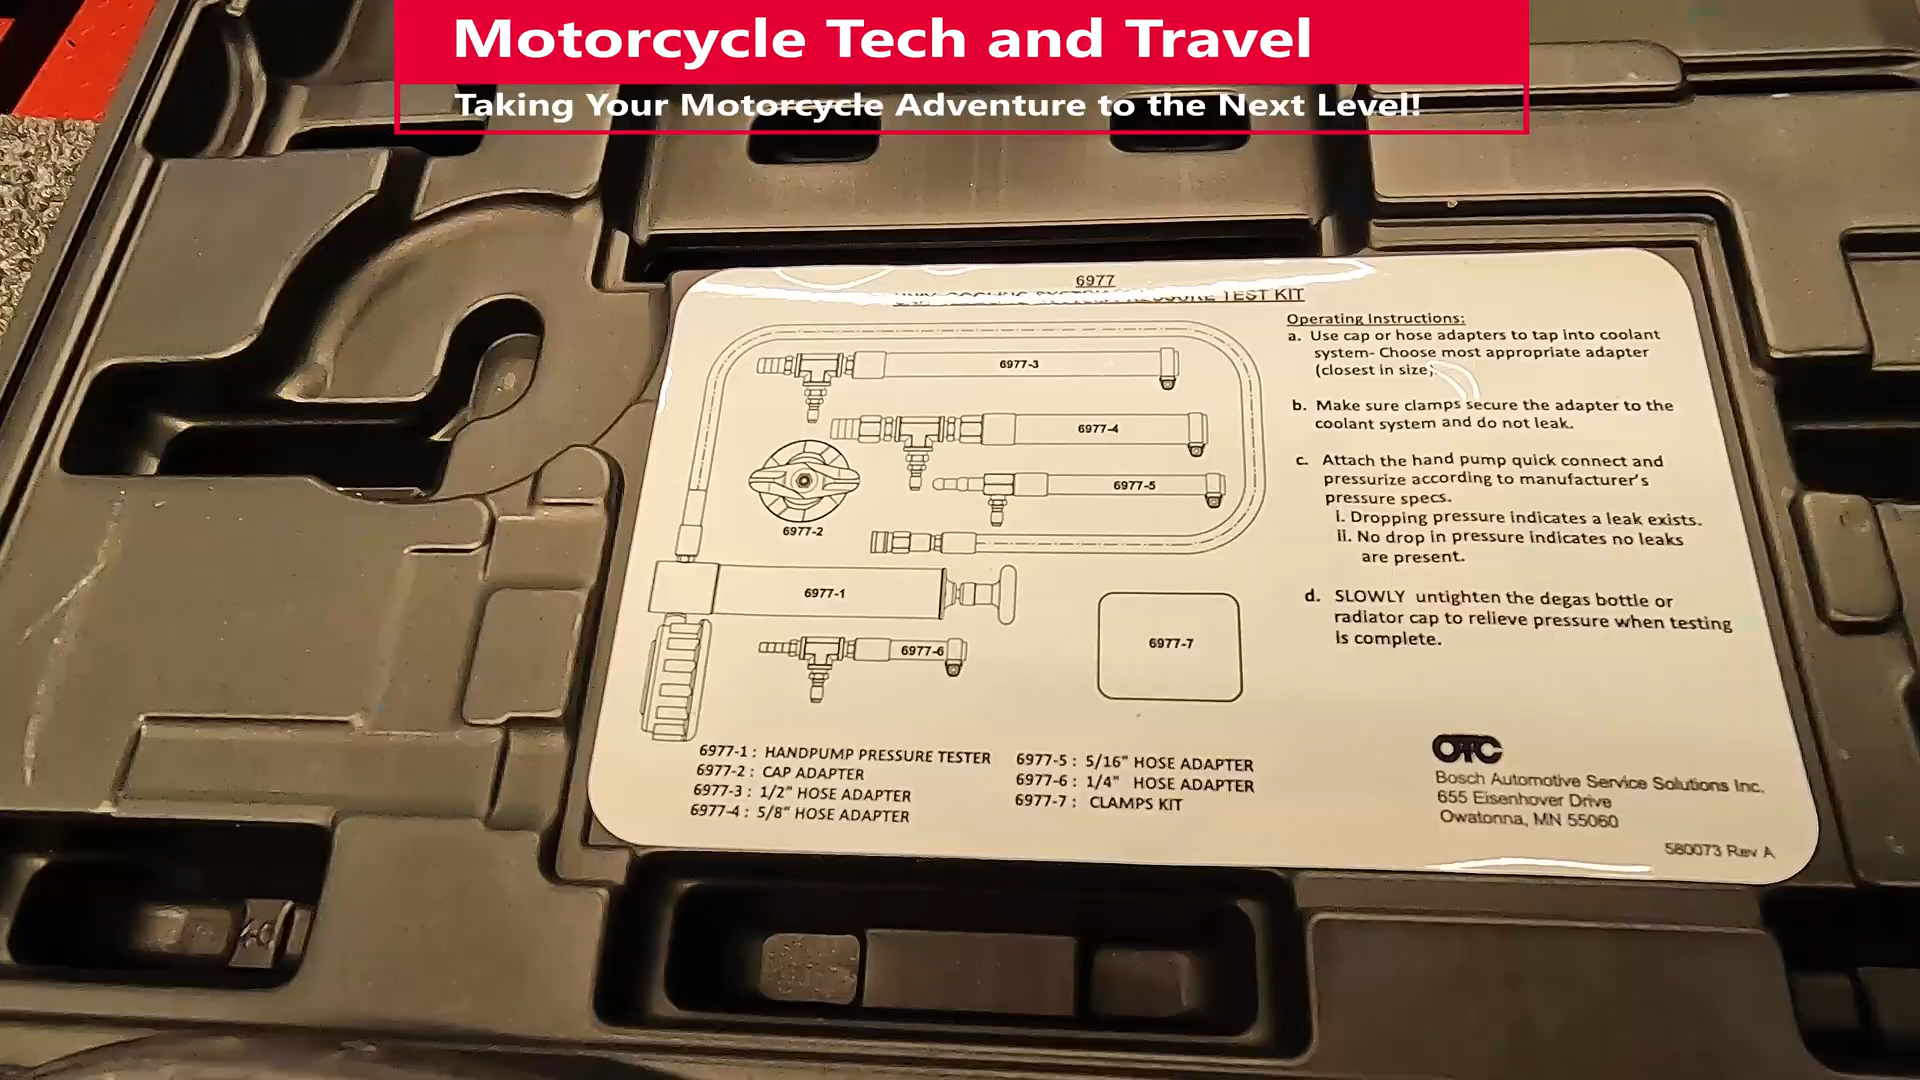 Motorcycle Tech and Travel
Taking Your Motorcycle Adventure to the Next Level!
6977
COOLING SYSTEM PRESSURE TEST KIT
6977-3
6977-4
6977-5
6977-2
6977-1
6977-6
6977-7
Operating Instructions:
a. Use cap or hose adapters to tap into coolant
system- Choose most appropriate adapter
(closest in size).
b. Make sure clamps secure the adapter to the
coolant system and do not leak.
c. Attach the hand pump quick connect and
pressurize according to manufacturer's
pressure specs.
i. Dropping pressure indicates a leak exists.
ii. No drop in pressure indicates no leaks
are present.
d. SLOWLY untighten the degas bottle or
radiator cap to relieve pressure when testing
is complete.
6977-1 : HANDPUMP PRESSURE TESTER
6977-2 : CAP ADAPTER
6977-3 : 1/2" HOSE ADAPTER
6977-4 : 5/8" HOSE ADAPTER
6977-5 : 5/16" HOSE ADAPTER
6977-6 : 1/4" HOSE ADAPTER
6977-7 : CLAMPS KIT
OTC
Bosch Automotive Service Solutions Inc.
655 Eisenhover Drive
Owatonna, MN 55060
580073 Rev A